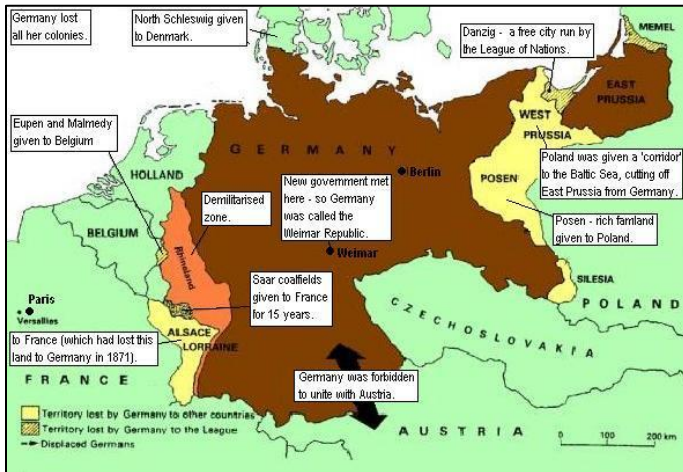 Germany lost
all her colonies.
North Schleswig given
to Denmark.
Danzig - a free city run by
the League of Nations.
MEMEL
EAST
PRUSSIA
Eupen and Malmedy
given to Belgium
WEST
PRUSSIA
GERMANY
HOLLAND
Berlin
Poland was given a 'corridor'
to the Baltic Sea, cutting off
East Prussia from Germany.
New government met
here - so Germany
was called the
Weimar Republic.
POSEN
Demilitarised
zone.
BELGIUM
Rhineland
Posen - rich famland
given to Poland.
Weimar
SILESIA
Saar coalfields
given to France
for 15 years.
POLAND
Paris
Versailles
CZECHOSLOVAKIA
ALSACE
LORRAINE
to France (which had lost this
land to Germany in 1871).
FRANCE
Germany was forbidden
to unite with Austria.
Territory lost by Germany to other countries
Territory lost by Germany to the League
Displaced Germans
AUSTRIA
0 200 km